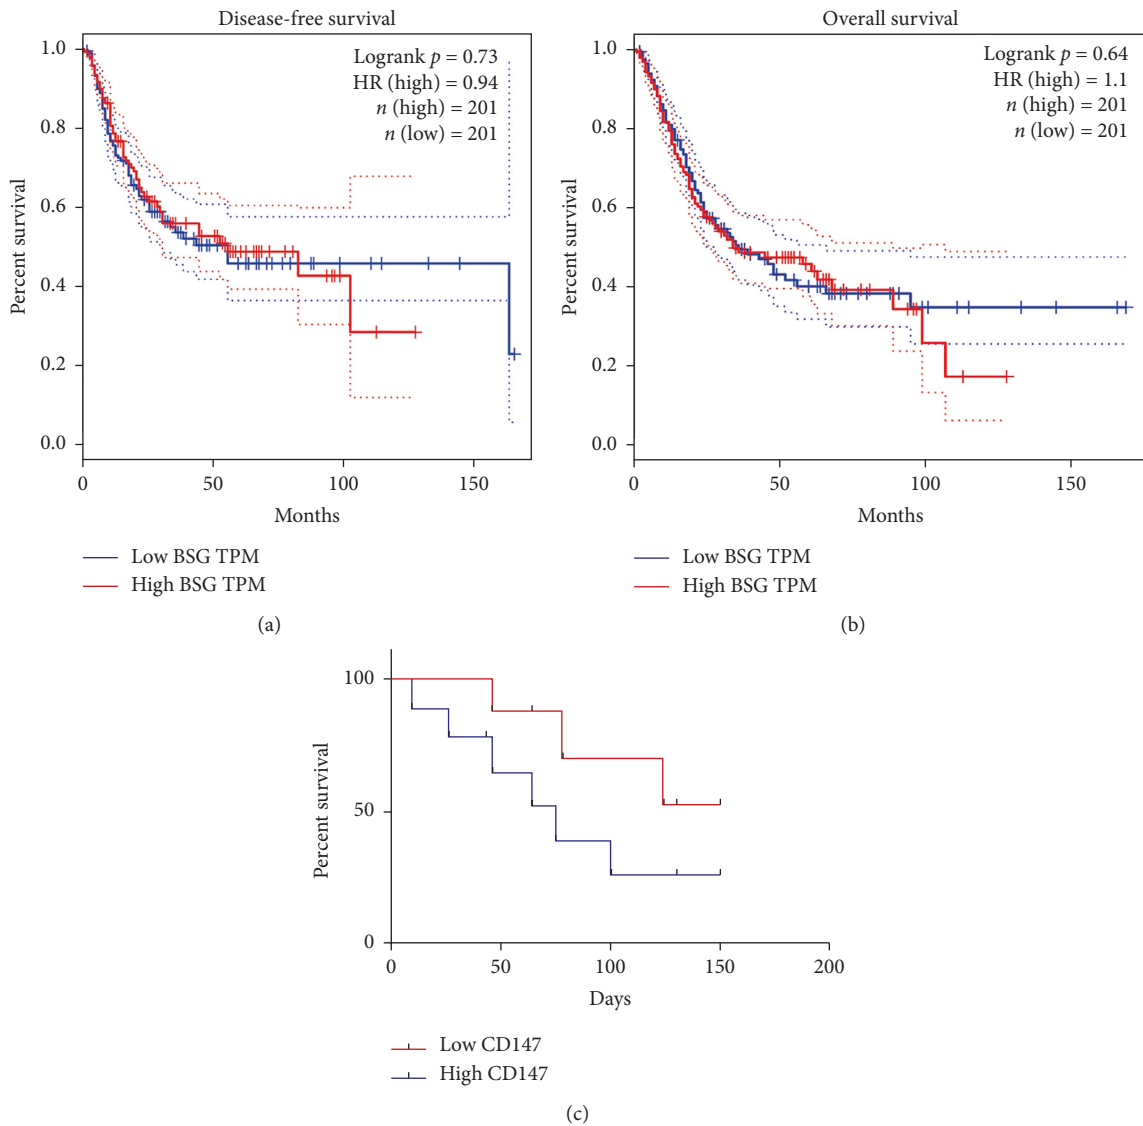 Disease-free survival
Logrank p = 0.73
HR (high) = 0.94
n (high) = 201
n (low) = 201
Percent survival
1.0
0.8
0.6
0.4
0.2
0.0
0
50
100
150
Months
Low BSG TPM
High BSG TPM
(a)
Overall survival
Logrank p = 0.64
HR (high) = 1.1
n (high) = 201
n (low) = 201
Percent survival
1.0
0.8
0.6
0.4
0.2
0.0
0
50
100
150
Months
Low BSG TPM
High BSG TPM
(b)
Percent survival
100
50
0
0
50
100
150
200
Days
Low CD147
High CD147
(c)